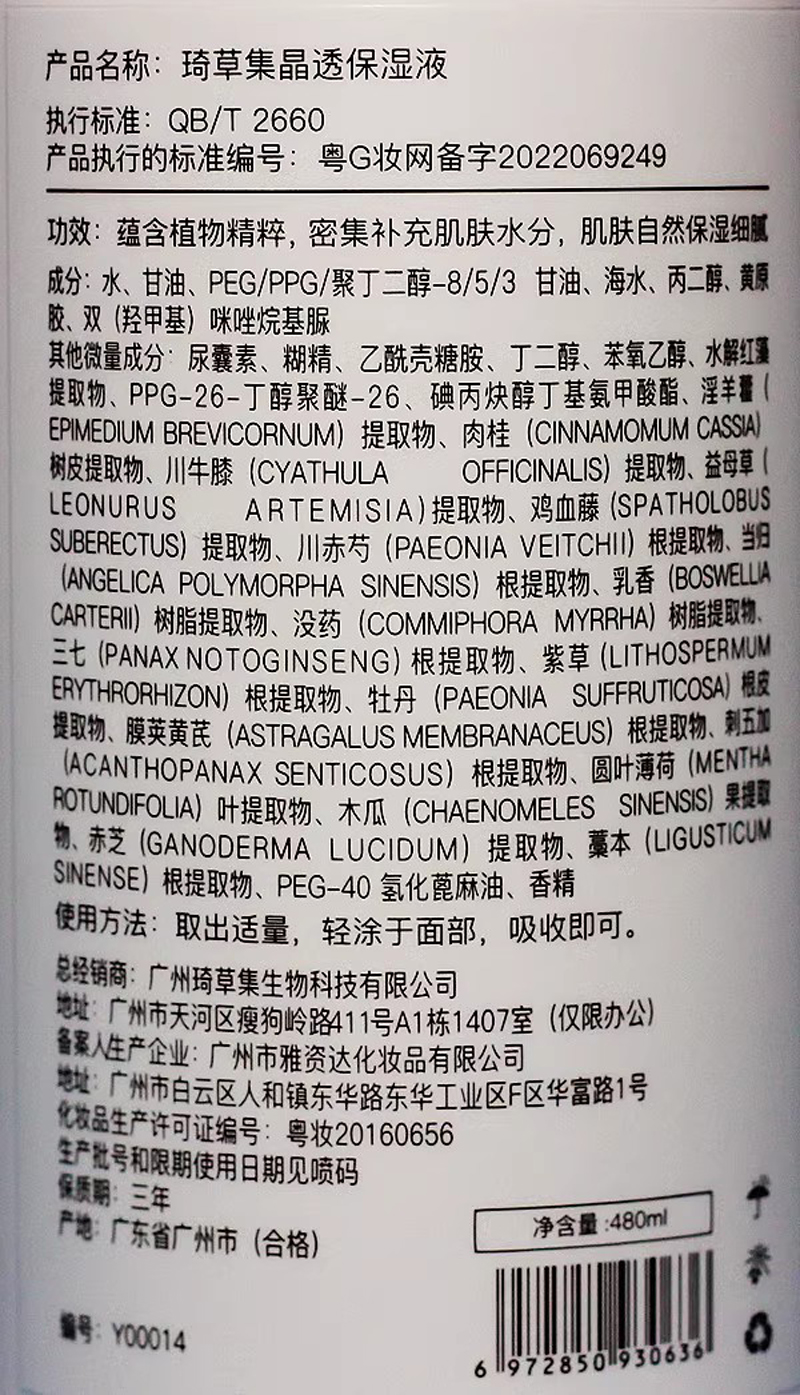 产品名称：琦草集晶透保湿液
执行标准：QB/T 2660
产品执行的标准编号：粤G妆网备字2022069249
功效：蕴含植物精粹，密集补充肌肤水分，肌肤自然保湿细腻
成分：水、甘油、PEG/PPG/聚丁二醇-8/5/3 甘油、海水、丙二醇、黄原
胶、双（羟甲基）咪唑烷基脲
其他微量成分：尿囊素、糊精、乙酰壳糖胺、丁二醇、苯氧乙醇、水解红藻
提取物、PPG-26-丁醇聚醚-26、碘丙炔醇丁基氨甲酸酯、淫羊藿（
EPIMEDIUM BREVICORNUM）提取物、肉桂（CINNAMOMUM CASSIA）
树皮提取物、川牛膝（CYATHULA OFFICINALIS）提取物、益母草（
LEONURUS ARTEMISIA)提取物、鸡血藤（SPATHOLOBUS
SUBERECTUS）提取物、川赤芍（PAEONIA VEITCHII）根提取物、当归
（ANGELICA POLYMORPHA SINENSIS）根提取物、乳香（BOSWELLIA
CARTERII）树脂提取物、没药（COMMIPHORA MYRRHA）树脂提取物、
三七（PANAX NOTOGINSENG）根提取物、紫草（LITHOSPERMUM
ERYTHRORHIZON）根提取物、牡丹（PAEONIA SUFFRUTICOSA）根皮
提取物、膜荚黄芪（ASTRAGALUS MEMBRANACEUS）根提取物、刺五加
（ACANTHOPANAX SENTICOSUS）根提取物、圆叶薄荷（MENTHA
ROTUNDIFOLIA）叶提取物、木瓜（CHAENOMELES SINENSIS）果提取
物、赤芝（GANODERMA LUCIDUM）提取物、藁本（LIGUSTICUM
SINENSE）根提取物、PEG-40 氢化蓖麻油、香精
使用方法：取出适量，轻涂于面部，吸收即可。
总经销商：广州琦草集生物科技有限公司
地址：广州市天河区瘦狗岭路411号A1栋1407室（仅限办公）
备案人/生产企业：广州市雅资达化妆品有限公司
地址：广州市白云区人和镇东华路东华工业区F区华富路1号
化妆品生产许可证编号：粤妆20160656
生产批号和限期使用日期见喷码
保质期：三年
产地：广东省广州市（合格）
净含量:480ml
编号：Y00014
6 972850 930636